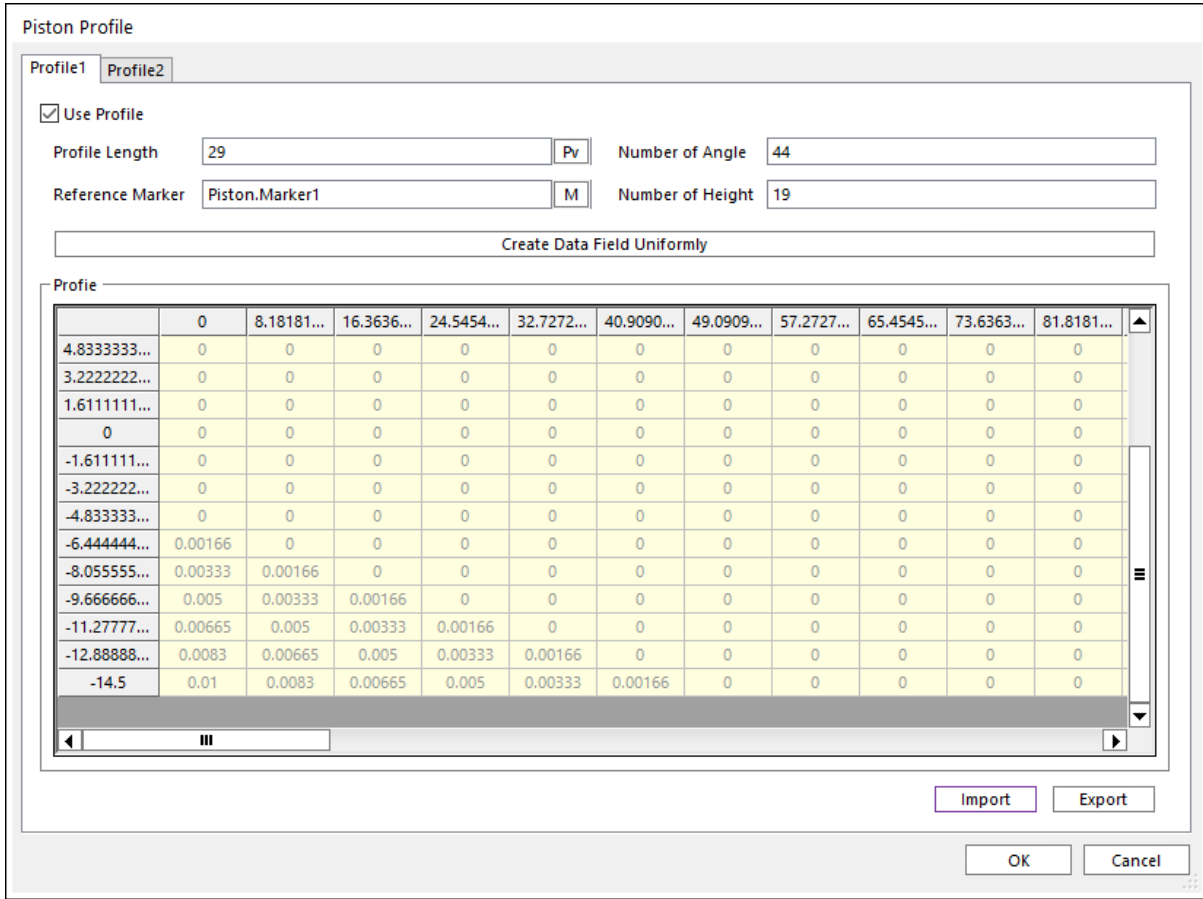 Piston Profile
Profile1 Profile2
Use Profile
Profile Length 29 Pv Number of Angle 44
Reference Marker Piston.Marker1 M Number of Height 19
Create Data Field Uniformly
Profie
0 8.18181... 16.3636... 24.5454... 32.7272... 40.9090... 49.0909... 57.2727... 65.4545... 73.6363... 81.8181...
4.8333333... 0 0 0 0 0 0 0 0 0 0 0
3.2222222... 0 0 0 0 0 0 0 0 0 0 0
1.6111111... 0 0 0 0 0 0 0 0 0 0 0
0 0 0 0 0 0 0 0 0 0 0 0
-1.611111... 0 0 0 0 0 0 0 0 0 0 0
-3.222222... 0 0 0 0 0 0 0 0 0 0 0
-4.833333... 0 0 0 0 0 0 0 0 0 0 0
-6.444444... 0.00166 0 0 0 0 0 0 0 0 0 0
-8.055555... 0.00333 0.00166 0 0 0 0 0 0 0 0 0
-9.666666... 0.005 0.00333 0.00166 0 0 0 0 0 0 0 0
-11.27777... 0.00665 0.005 0.00333 0.00166 0 0 0 0 0 0 0
-12.88888... 0.0083 0.00665 0.005 0.00333 0.00166 0 0 0 0 0 0
-14.5 0.01 0.0083 0.00665 0.005 0.00333 0.00166 0 0 0 0 0
Import Export
OK Cancel